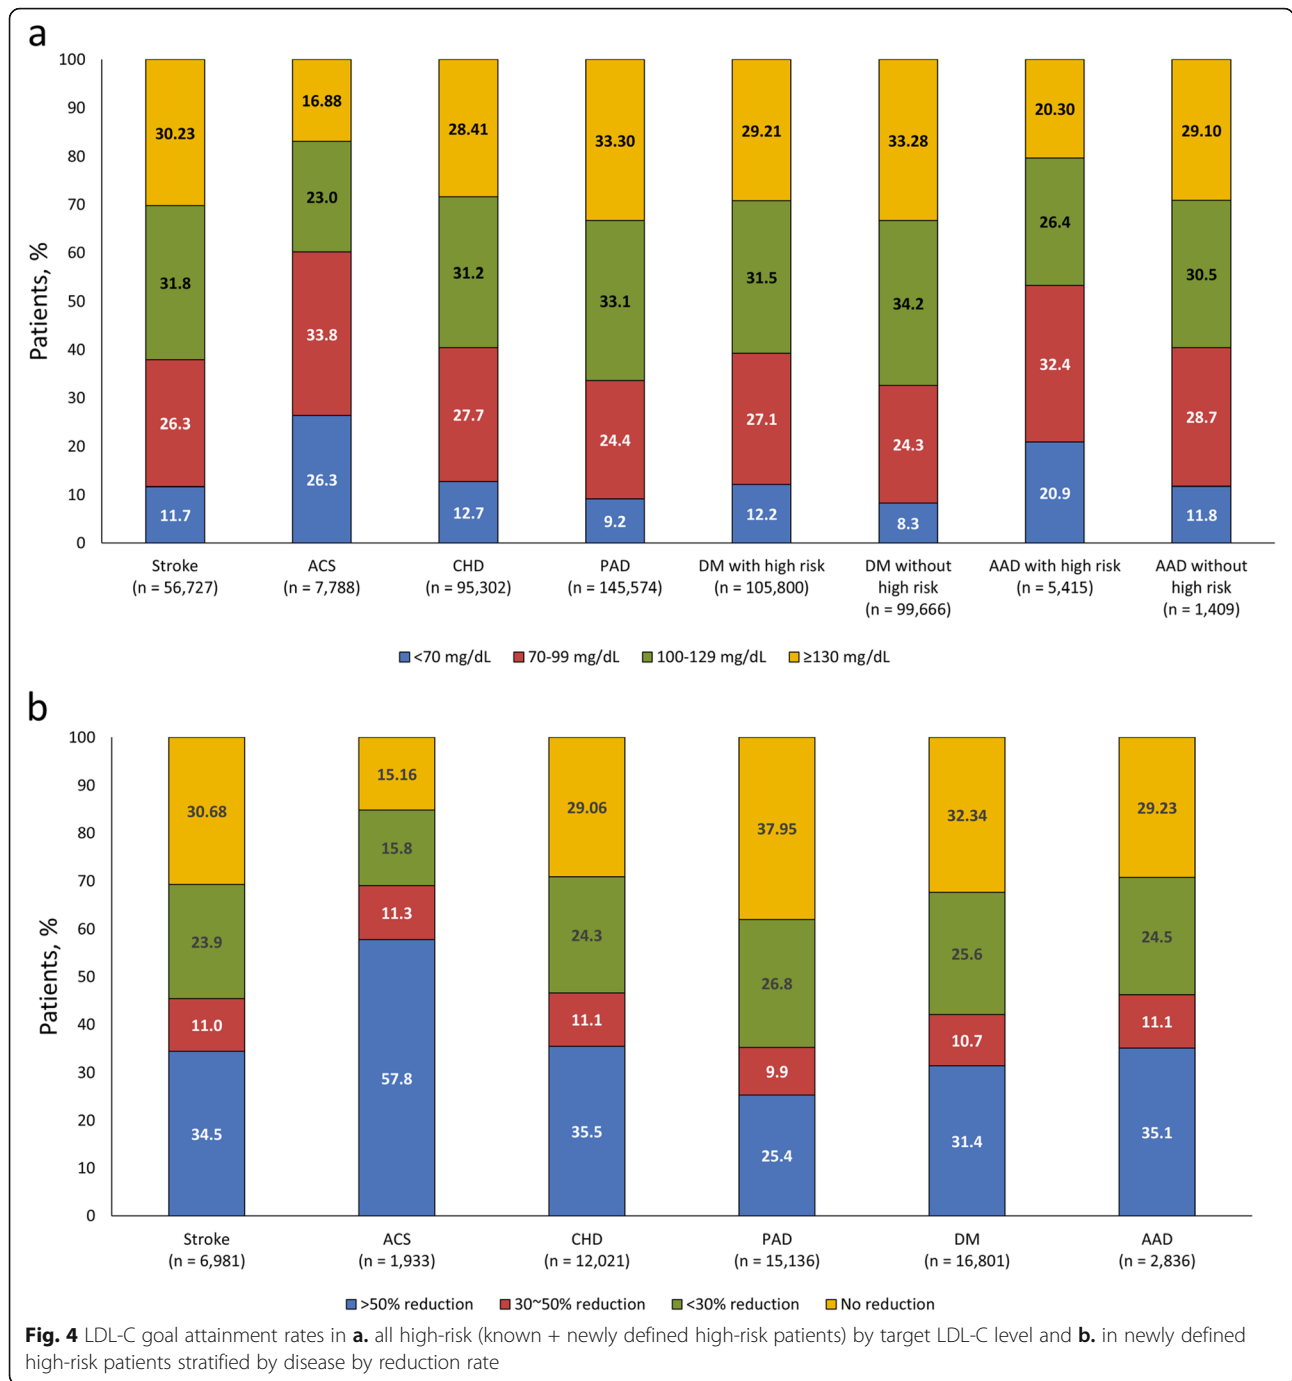 a
100
90
80
70
60
50
40
30
20
10
0
Patients, %
30.23 16.88 28.41 33.30 29.21 33.28 20.30 29.10
31.8 23.0 31.2 33.1 31.5 34.2 26.4 30.5
26.3 33.8 27.7 24.4 27.1 24.3 32.4 28.7
11.7 26.3 12.7 9.2 12.2 8.3 20.9 11.8
Stroke ACS CHD PAD DM with high risk DM without AAD with high risk AAD without
(n = 56,727) (n = 7,788) (n = 95,302) (n = 145,574) (n = 105,800) high risk (n = 5,415) high risk
(n = 99,666) (n = 1,409)
<70 mg/dL 70-99 mg/dL 100-129 mg/dL ≥130 mg/dL
b
100
90
80
70
60
50
40
30
20
10
0
Patients, %
30.68 15.16 29.06 37.95 32.34 29.23
23.9 15.8 24.3 26.8 25.6 24.5
11.0 11.3 11.1 9.9 10.7 11.1
34.5 57.8 35.5 25.4 31.4 35.1
Stroke ACS CHD PAD DM AAD
(n = 6,981) (n = 1,933) (n = 12,021) (n = 15,136) (n = 16,801) (n = 2,836)
>50% reduction 30~50% reduction <30% reduction No reduction
Fig. 4 LDL-C goal attainment rates in a. all high-risk (known + newly defined high-risk patients) by target LDL-C level and b. in newly defined
high-risk patients stratified by disease by reduction rate